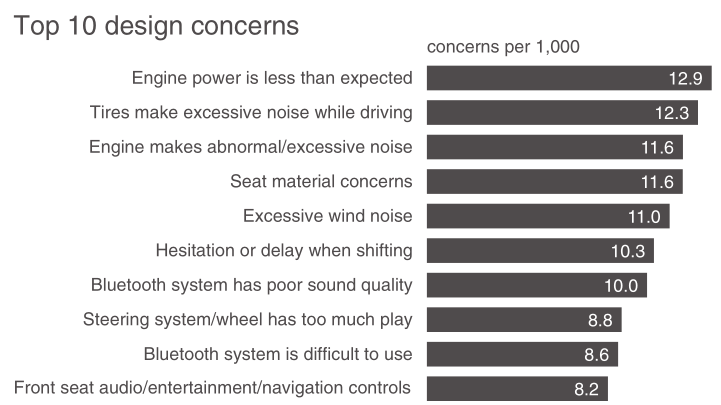 Top 10 design concerns
concerns per 1,000
Engine power is less than expected 12.9
Tires make excessive noise while driving 12.3
Engine makes abnormal/excessive noise 11.6
Seat material concerns 11.6
Excessive wind noise 11.0
Hesitation or delay when shifting 10.3
Bluetooth system has poor sound quality 10.0
Steering system/wheel has too much play 8.8
Bluetooth system is difficult to use 8.6
Front seat audio/entertainment/navigation controls 8.2